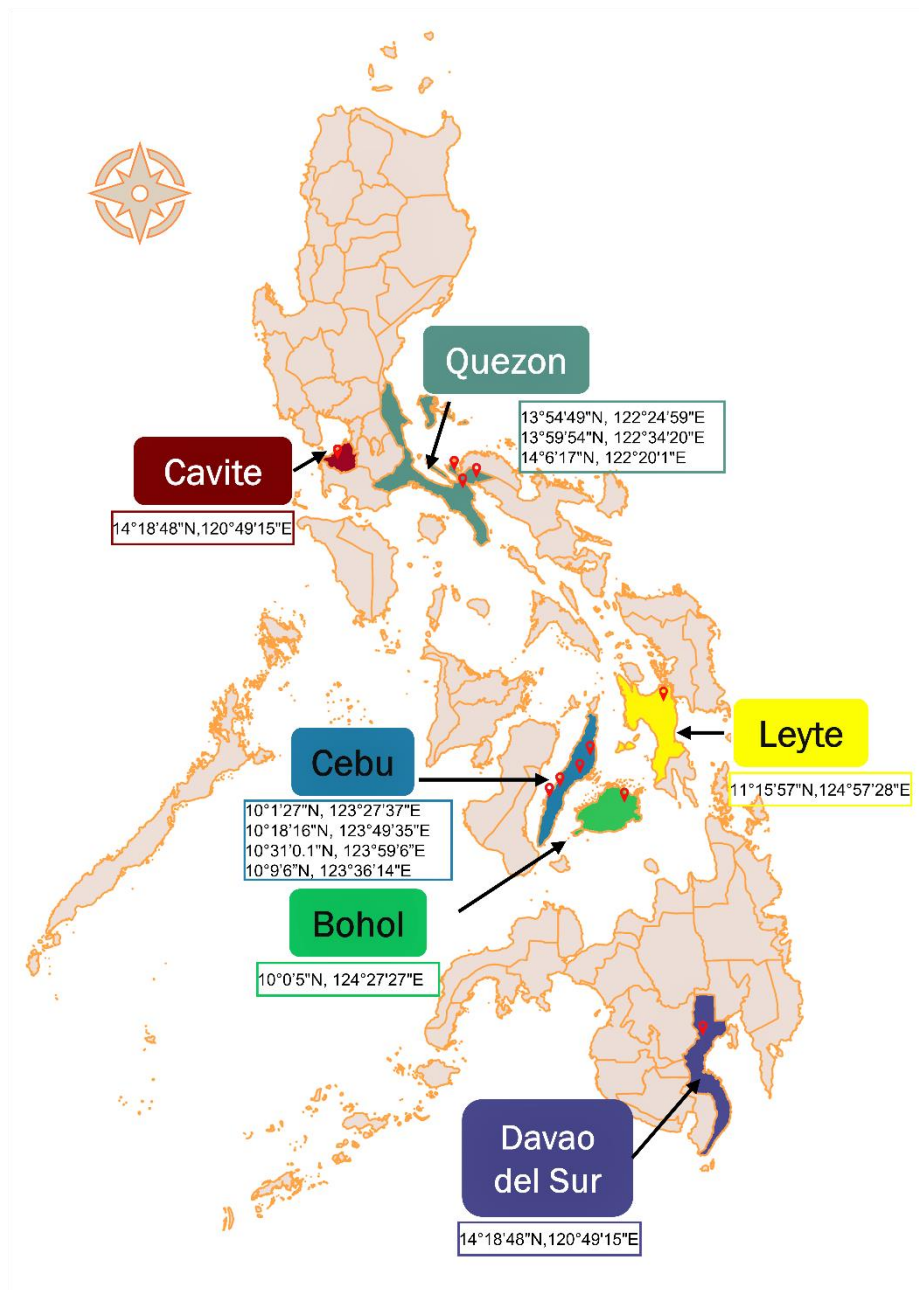 Quezon
13°54'49"N, 122°24'59"E
13°59'54"N, 122°34'20"E
14°6'17"N, 122°20'1"E
Cavite
14°18'48"N,120°49'15"E
Leyte
11°15'57"N,124°57'28"E
Cebu
10°1'27"N, 123°27'37"E
10°18'16"N, 123°49'35"E
10°31'0.1"N, 123°59'6"E
10°9'6"N, 123°36'14"E
Bohol
10°0'5"N, 124°27'27"E
Davao
del Sur
14°18'48"N,120°49'15"E